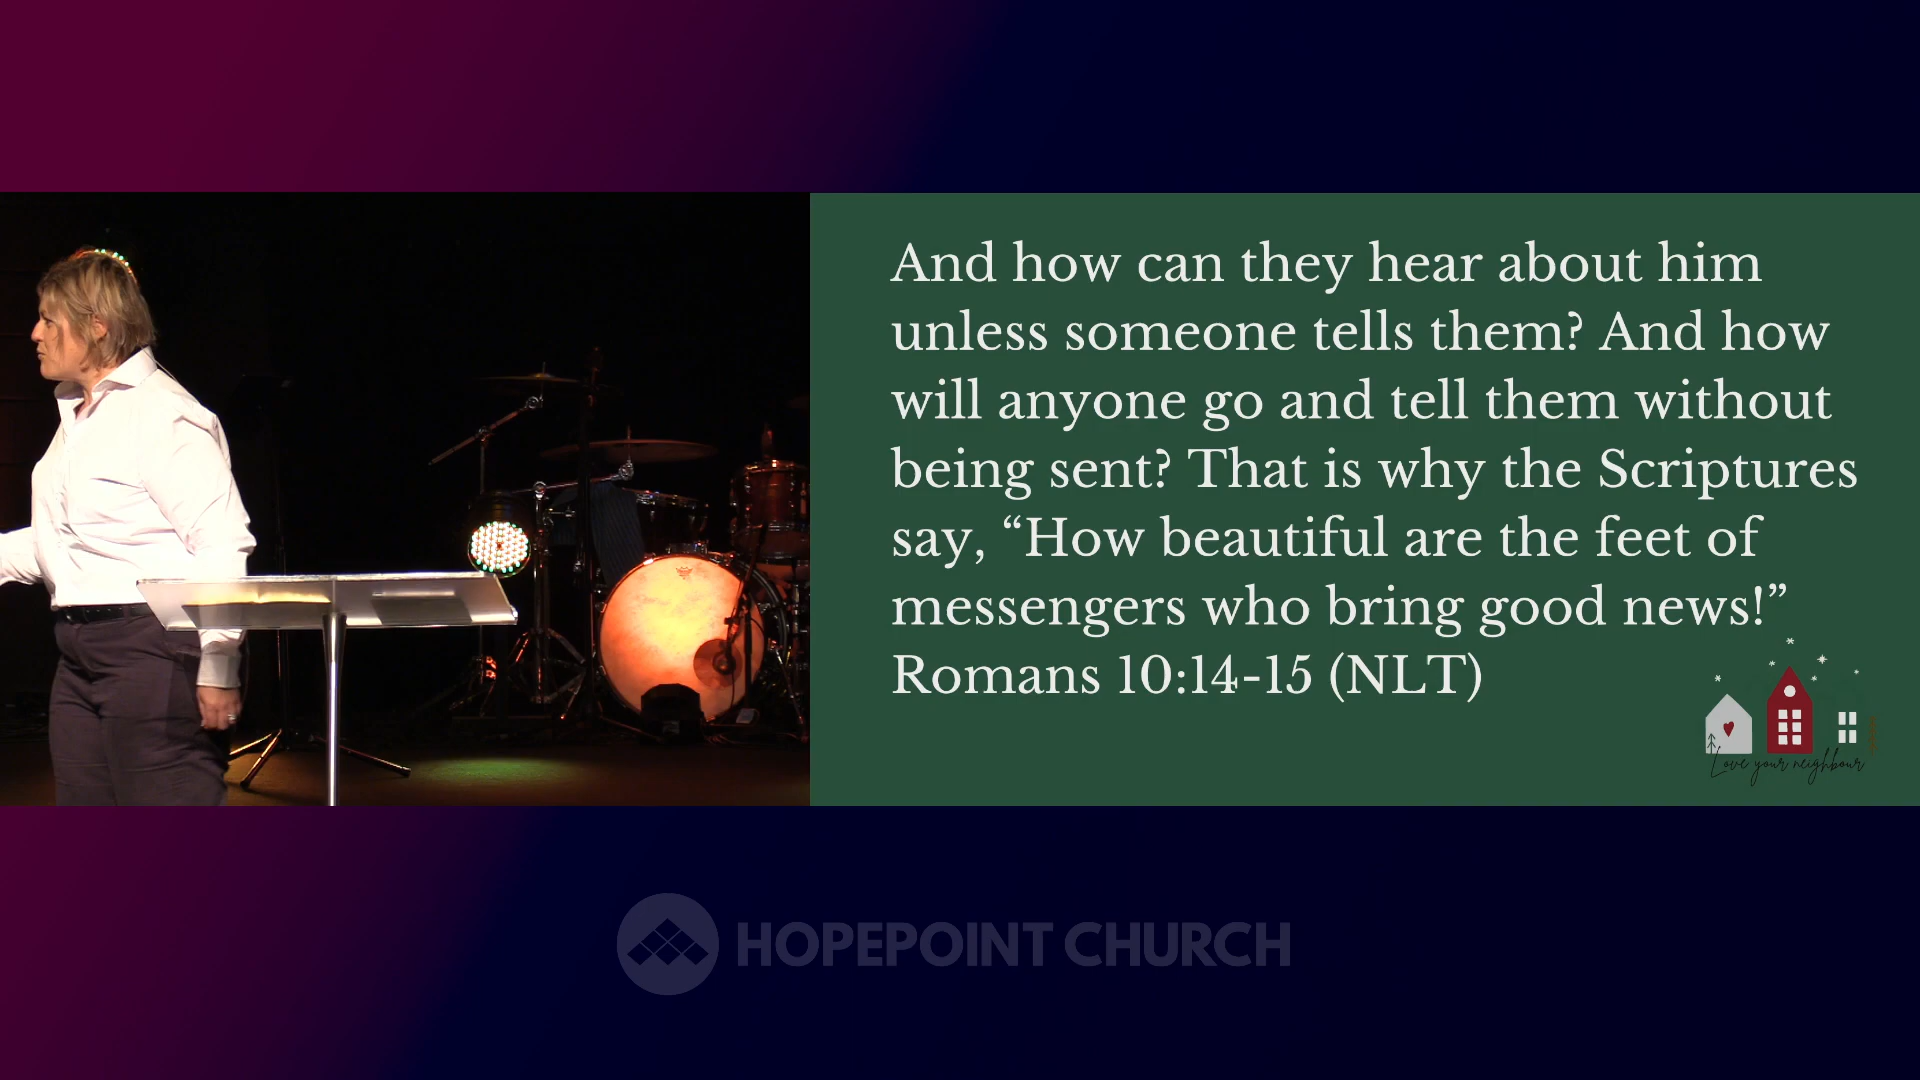 And how can they hear about him
unless someone tells them? And how
will anyone go and tell them without
being sent? That is why the Scriptures
say, “How beautiful are the feet of
messengers who bring good news!”
Romans 10:14-15 (NLT)
Love your neighbour
HOPEPOINT CHURCH